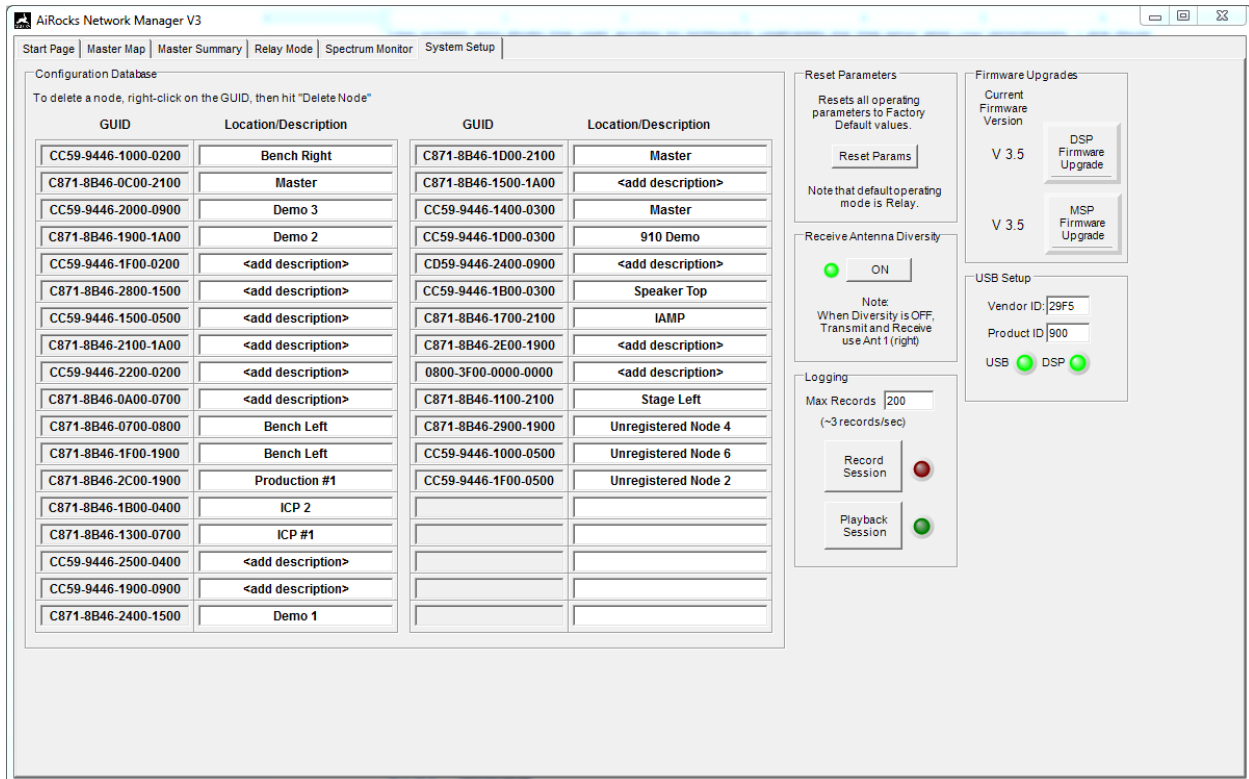 AiRocks Network Manager V3
Start Page Master Map Master Summary Relay Mode Spectrum Monitor System Setup
Configuration Database
To delete a node, right-click on the GUID, then hit "Delete Node"
GUID Location/Description GUID Location/Description
CC59-9446-1000-0200 Bench Right C871-8B46-1D00-2100 Master
C871-8B46-0C00-2100 Master C871-8B46-1500-1A00 <add description>
CC59-9446-2000-0900 Demo 3 CC59-9446-1400-0300 Master
C871-8B46-1900-1A00 Demo 2 CC59-9446-1D00-0300 910 Demo
CC59-9446-1F00-0200 <add description> CD59-9446-2400-0900 <add description>
C871-8B46-2800-1500 <add description> CC59-9446-1B00-0300 Speaker Top
CC59-9446-1500-0500 <add description> C871-8B46-1700-2100 IAMP
C871-8B46-2100-1A00 <add description> C871-8B46-2E00-1900 <add description>
CC59-9446-2200-0200 <add description> 0800-3F00-0000-0000 <add description>
C871-8B46-0A00-0700 <add description> C871-8B46-1100-2100 Stage Left
C871-8B46-0700-0800 Bench Left C871-8B46-2900-1900 Unregistered Node 4
C871-8B46-1F00-1900 Bench Left CC59-9446-1000-0500 Unregistered Node 6
C871-8B46-2C00-1900 Production #1 CC59-9446-1F00-0500 Unregistered Node 2
C871-8B46-1B00-0400 ICP 2
C871-8B46-1300-0700 ICP #1
CC59-9446-2500-0400 <add description>
CC59-9446-1900-0900 <add description>
C871-8B46-2400-1500 Demo 1
Reset Parameters
Resets all operating
parameters to Factory
Default values.
Reset Params
Note that default operating
mode is Relay.
Receive Antenna Diversity
ON
Note:
When Diversity is OFF,
Transmit and Receive
use Ant 1 (right)
Logging
Max Records 200
(~3 records/sec)
Record
Session
Playback
Session
Firmware Upgrades
Current
Firmware
Version
V 3.5
DSP
Firmware
Upgrade
V 3.5
MSP
Firmware
Upgrade
USB Setup
Vendor ID: 29F5
Product ID 900
USB DSP